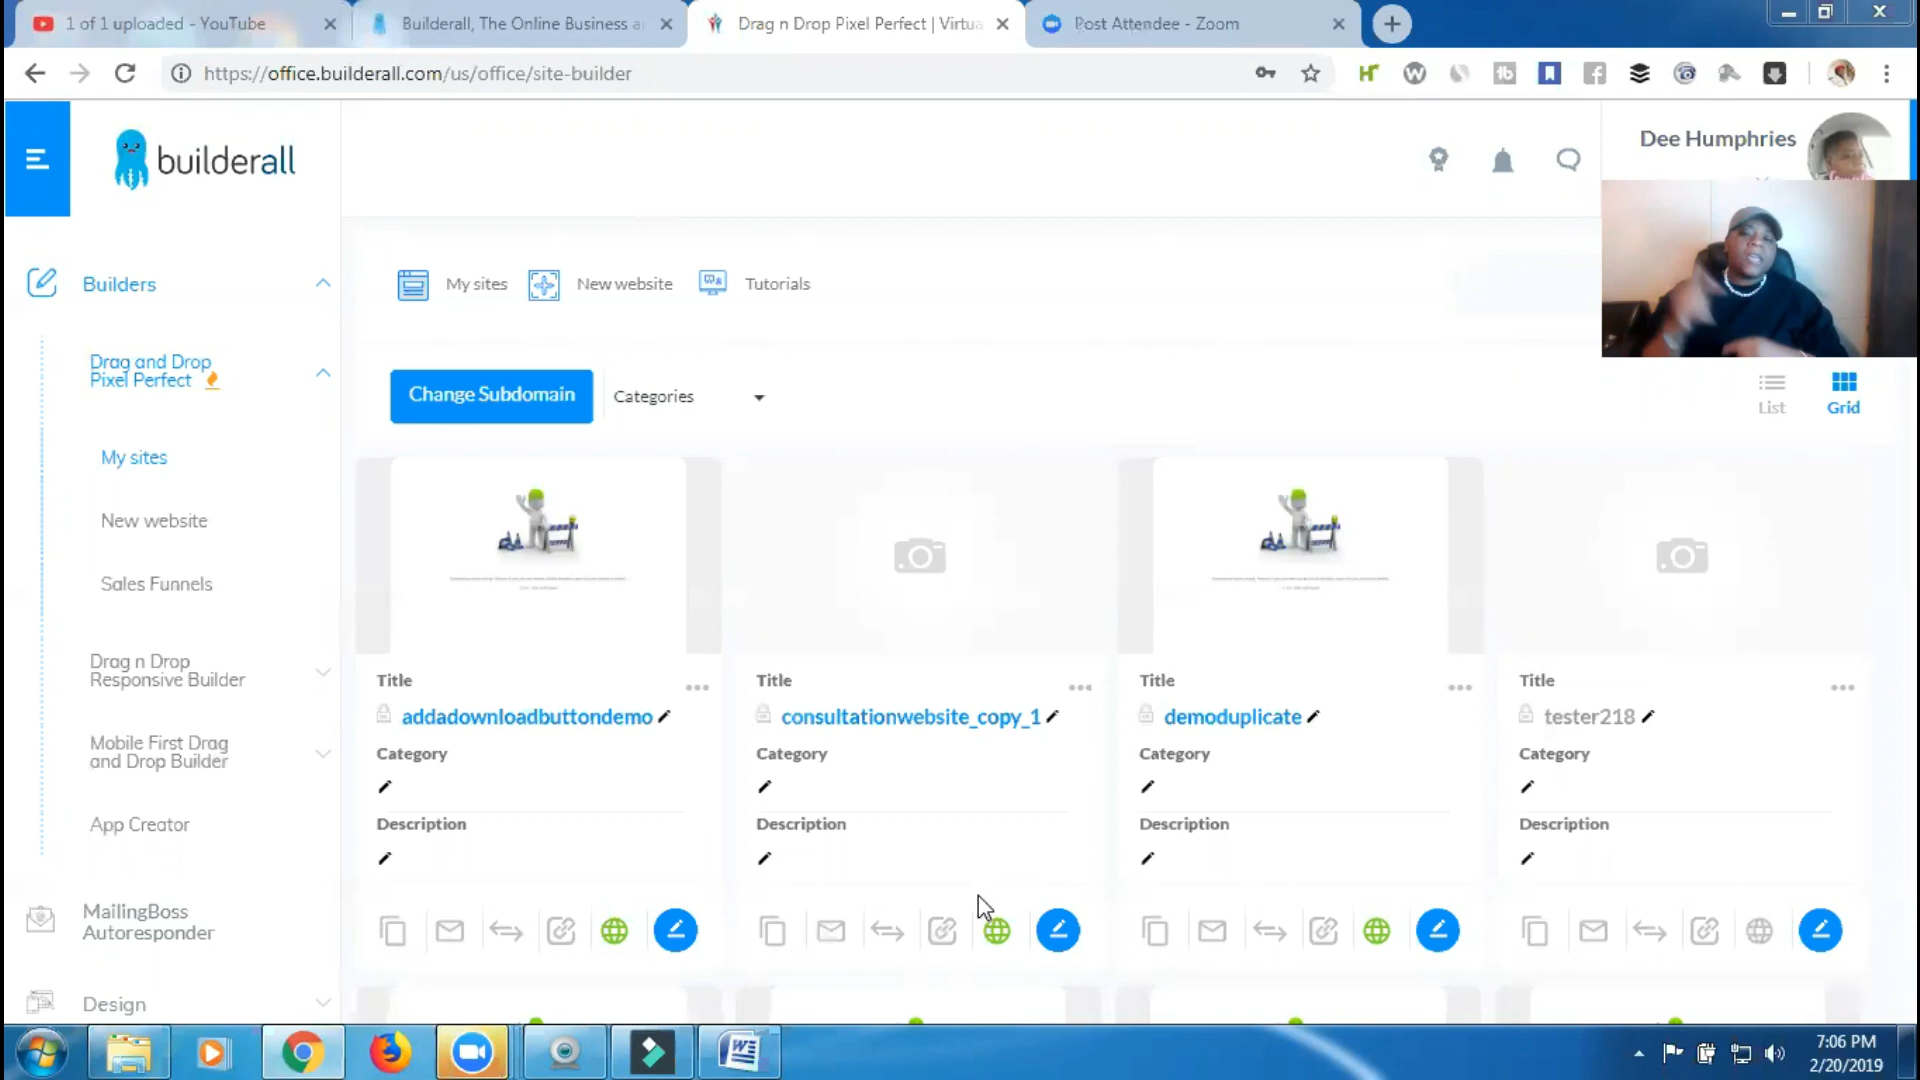 1 of 1 uploaded - YouTube
Builderall, The Online Business a
Drag n Drop Pixel Perfect | Virtua
Post Attendee - Zoom
https://office.builderall.com/us/office/site-builder
builderall
Dee Humphries
Builders
Drag and Drop
Pixel Perfect
My sites
New website
Sales Funnels
Drag n Drop
Responsive Builder
Mobile First Drag
and Drop Builder
App Creator
MailingBoss
Autoresponder
Design
My sites
New website
Tutorials
Change Subdomain
Categories
List
Grid
Title
addadownloadbuttondemo
Category
Description
Title
consultationwebsite_copy_1
Category
Description
Title
demoduplicate
Category
Description
Title
tester218
Category
Description
7:06 PM
2/20/2019